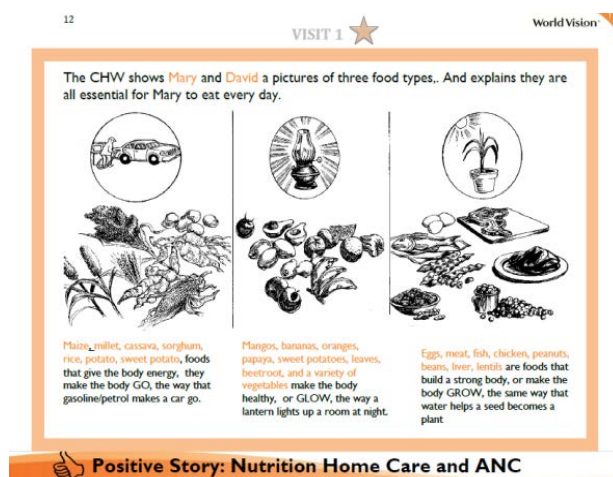 12
VISIT 1
World Vision
The CHW shows Mary and David a pictures of three food types,. And explains they are
all essential for Mary to eat every day.
Maize, millet, cassava, sorghum,
rice, potato, sweet potato, foods
that give the body energy, they
make the body GO, the way that
gasoline/petrol makes a car go.
Mangos, bananas, oranges,
papaya, sweet potatoes, leaves,
beetroot, and a variety of
vegetables make the body
healthy, or GLOW, the way a
lantern lights up a room at night.
Eggs, meat, fish, chicken, peanuts,
beans, liver, lentils are foods that
build a strong body, or make the
body GROW, the same way that
water helps a seed becomes a
plant
Positive Story: Nutrition Home Care and ANC